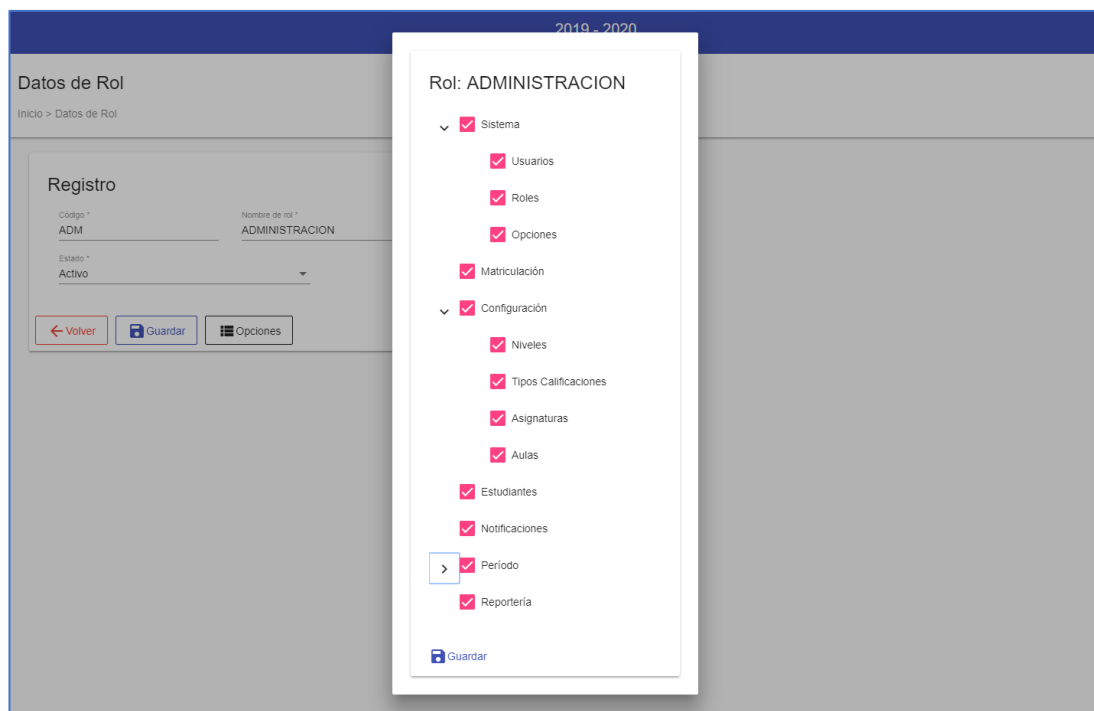 2019 - 2020
Datos de Rol
Inicio > Datos de Rol
Registro
Código *
Nombre de rol *
ADM
ADMINISTRACION
Estado *
Activo
Volver
Guardar
Opciones
Rol: ADMINISTRACION
Sistema
Usuarios
Roles
Opciones
Matriculación
Configuración
Niveles
Tipos Calificaciones
Asignaturas
Aulas
Estudiantes
Notificaciones
Período
Reportería
Guardar